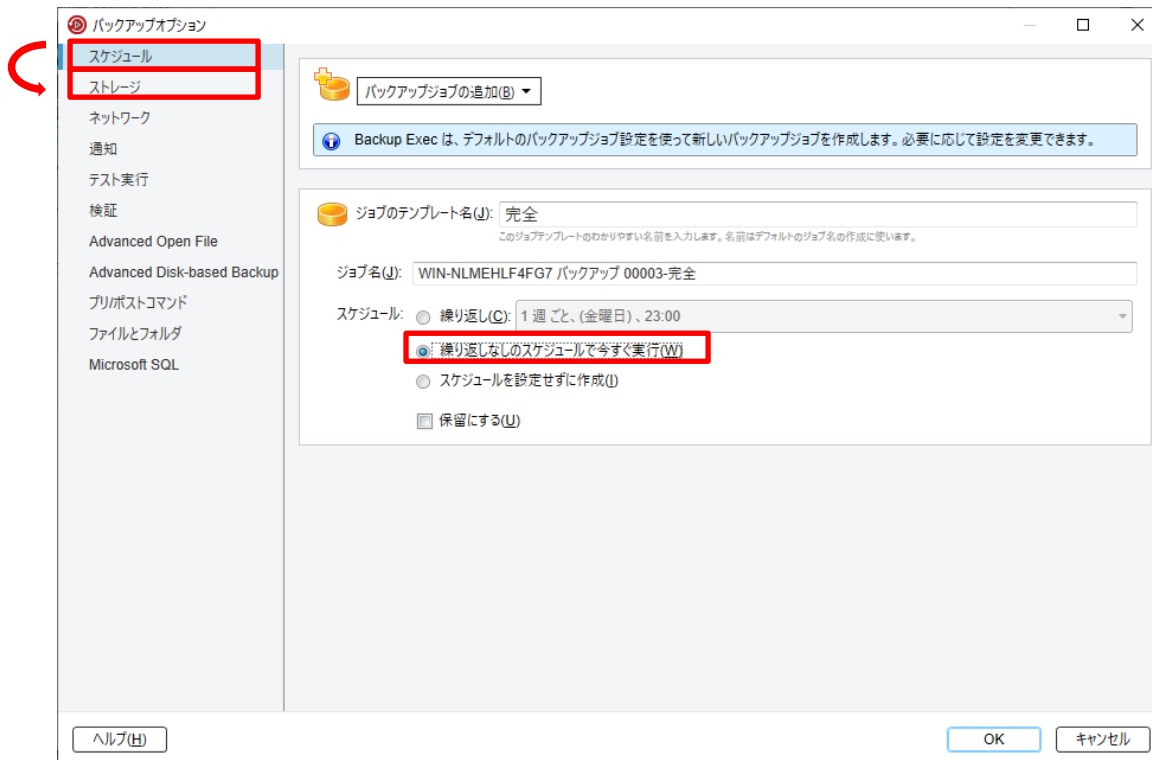 バックアップオプション
スケジュール
ストレージ
ネットワーク
通知
テスト実行
検証
Advanced Open File
Advanced Disk-based Backup
プリ/ポストコマンド
ファイルとフォルダ
Microsoft SQL
バックアップジョブの追加(B)
Backup Exec は、デフォルトのバックアップジョブ設定を使って新しいバックアップジョブを作成します。必要に応じて設定を変更できます。
ジョブのテンプレート名(J): 完全
このジョブテンプレートのわかりやすい名前を入力します。名前はデフォルトのジョブ名の作成に使います。
ジョブ名(J): WIN-NLMEHLF4FG7 バックアップ 00003-完全
スケジュール: 繰り返し(C): 1 週 ごと、(金曜日) 、23:00
繰り返しなしのスケジュールで今すぐ実行(W)
スケジュールを設定せずに作成(I)
保留にする(U)
ヘルプ(H) OK キャンセル